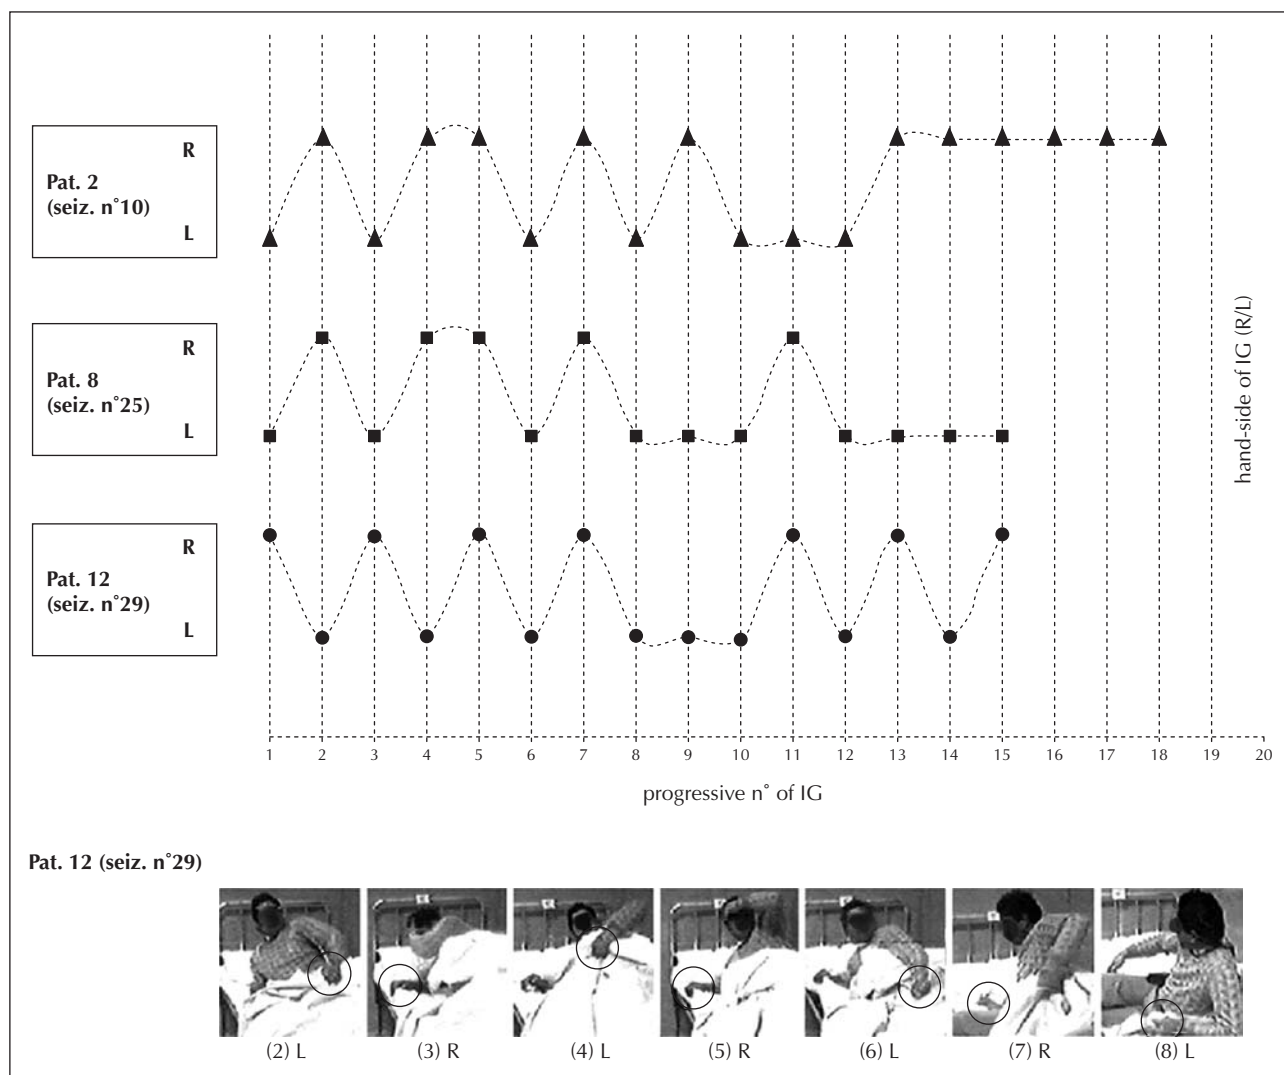 R
Pat. 2
(seiz. n°10)
L
R
Pat. 8
(seiz. n°25)
L
R
Pat. 12
(seiz. n°29)
L
hand-side of IG (R/L)
1 2 3 4 5 6 7 8 9 10 11 12 13 14 15 16 17 18 19 20
progressive n° of IG
Pat. 12 (seiz. n°29)
(2) L (3) R (4) L (5) R (6) L (7) R (8) L